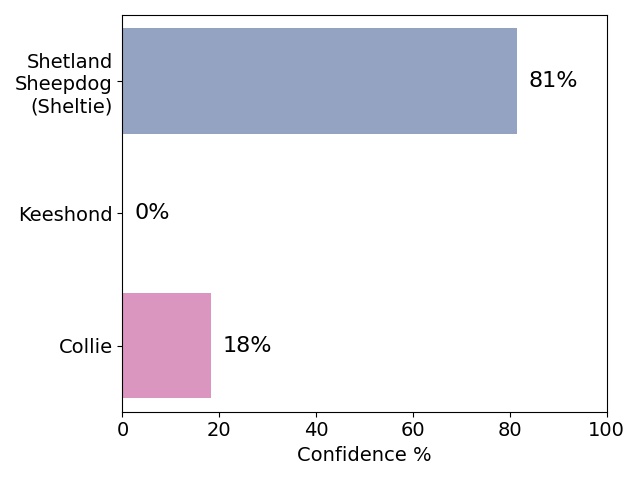 Shetland
Sheepdog
(Sheltie)
81%
Keeshond
0%
Collie
18%
0 20 40 60 80 100
Confidence %